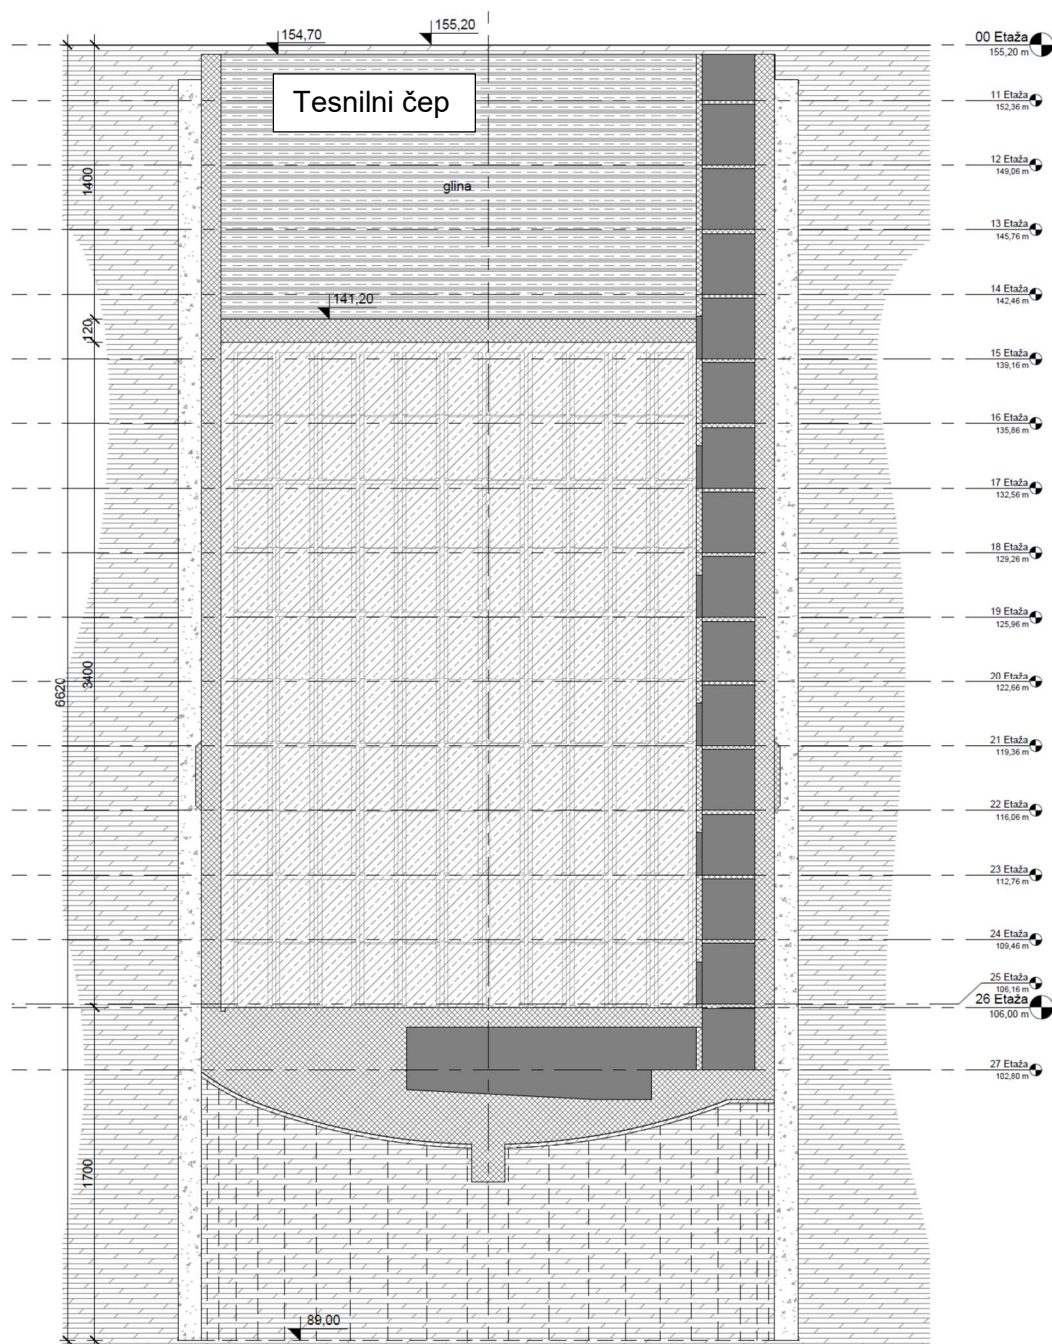 155,20
154,70
00 Etaža
155,20 m
Tesnilni čep
11 Etaža
152,36 m
12 Etaža
149,06 m
1400
glina
13 Etaža
145,76 m
14 Etaža
142,46 m
141,20
120
15 Etaža
139,16 m
16 Etaža
135,86 m
17 Etaža
132,56 m
18 Etaža
129,26 m
19 Etaža
125,96 m
20 Etaža
122,66 m
3400
6620
21 Etaža
119,36 m
22 Etaža
116,06 m
23 Etaža
112,76 m
24 Etaža
109,46 m
25 Etaža
106,16 m
26 Etaža
106,00 m
27 Etaža
102,80 m
1700
89,00